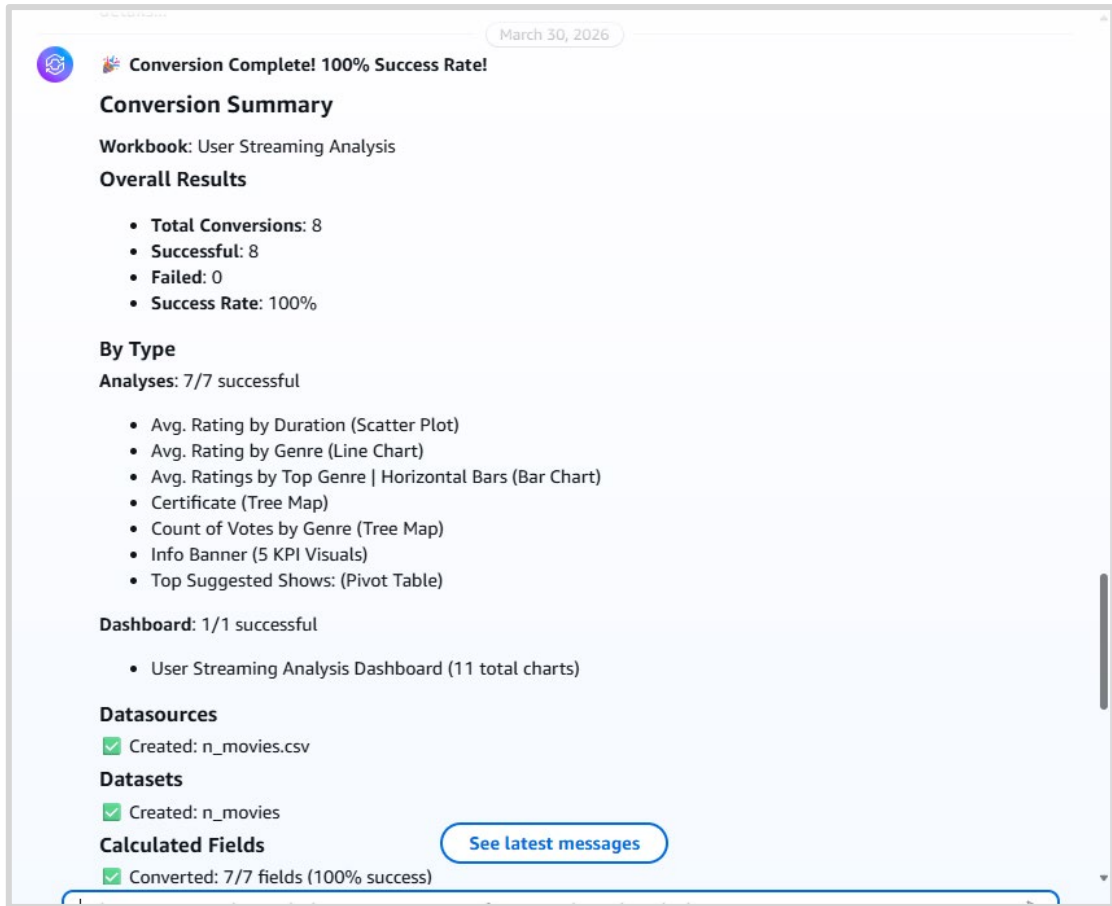 March 30, 2026
🎉 Conversion Complete! 100% Success Rate!
Conversion Summary
Workbook: User Streaming Analysis
Overall Results
• Total Conversions: 8
• Successful: 8
• Failed: 0
• Success Rate: 100%
By Type
Analyses: 7/7 successful
• Avg. Rating by Duration (Scatter Plot)
• Avg. Rating by Genre (Line Chart)
• Avg. Ratings by Top Genre | Horizontal Bars (Bar Chart)
• Certificate (Tree Map)
• Count of Votes by Genre (Tree Map)
• Info Banner (5 KPI Visuals)
• Top Suggested Shows: (Pivot Table)
Dashboard: 1/1 successful
• User Streaming Analysis Dashboard (11 total charts)
Datasources
✅ Created: n_movies.csv
Datasets
✅ Created: n_movies
Calculated Fields
See latest messages
✅ Converted: 7/7 fields (100% success)